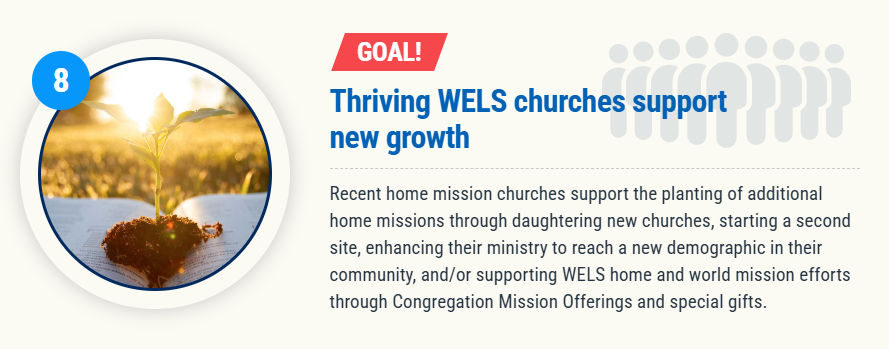 8
GOAL!
Thriving WELS churches support
new growth
Recent home mission churches support the planting of additional
home missions through daughtering new churches, starting a second
site, enhancing their ministry to reach a new demographic in their
community, and/or supporting WELS home and world mission efforts
through Congregation Mission Offerings and special gifts.